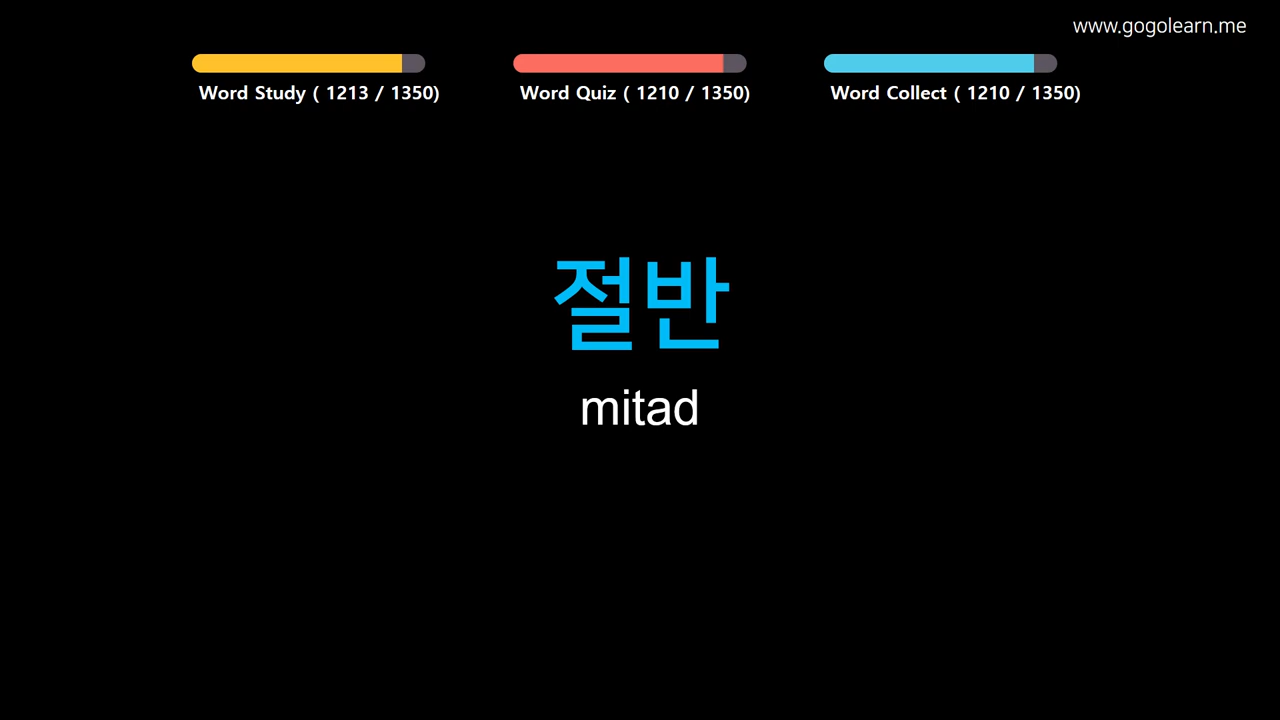 www.gogolearn.me
Word Study ( 1213 / 1350)
Word Quiz ( 1210 / 1350)
Word Collect ( 1210 / 1350)
절반
mitad